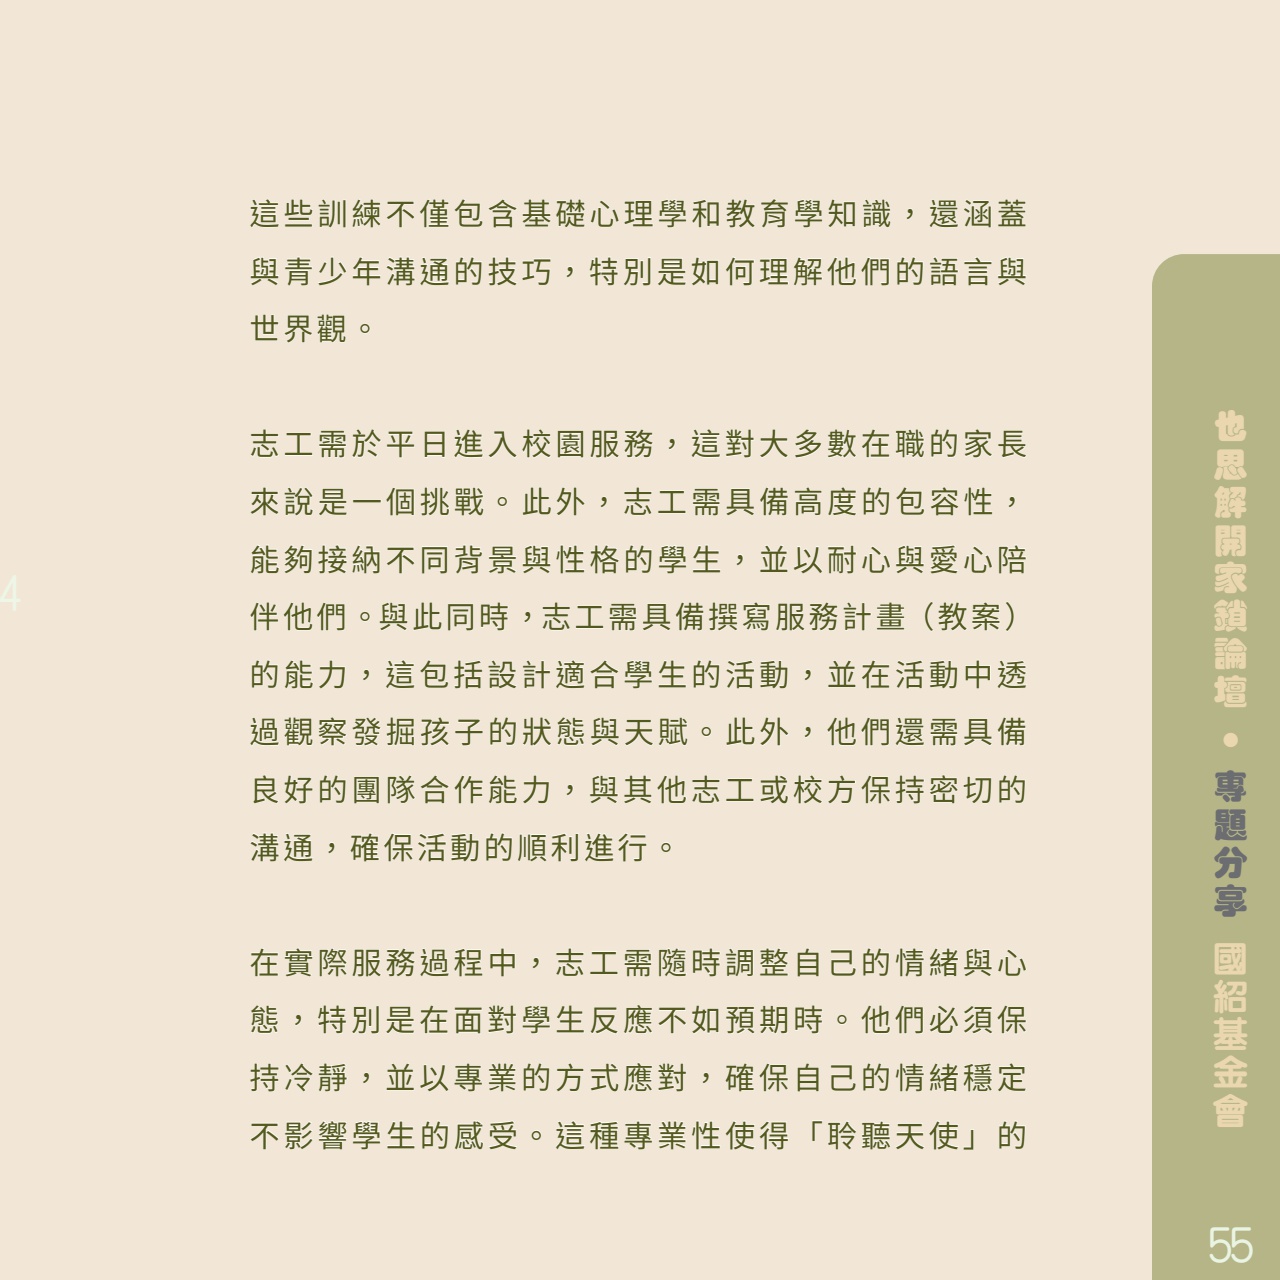 這些訓練不僅包含基礎心理學和教育學知識，還涵蓋
與青少年溝通的技巧，特別是如何理解他們的語言與
世界觀。
志工需於平日進入校園服務，這對大多數在職的家長
來說是一個挑戰。此外，志工需具備高度的包容性，
能夠接納不同背景與性格的學生，並以耐心與愛心陪
伴他們。與此同時，志工需具備撰寫服務計畫（教案）
的能力，這包括設計適合學生的活動，並在活動中透
過觀察發掘孩子的狀態與天賦。此外，他們還需具備
良好的團隊合作能力，與其他志工或校方保持密切的
溝通，確保活動的順利進行。
在實際服務過程中，志工需隨時調整自己的情緒與心
態，特別是在面對學生反應不如預期時。他們必須保
持冷靜，並以專業的方式應對，確保自己的情緒穩定
不影響學生的感受。這種專業性使得「聆聽天使」的
4
也思解開家鎖論壇 • 專題分享 國紹基金會
55